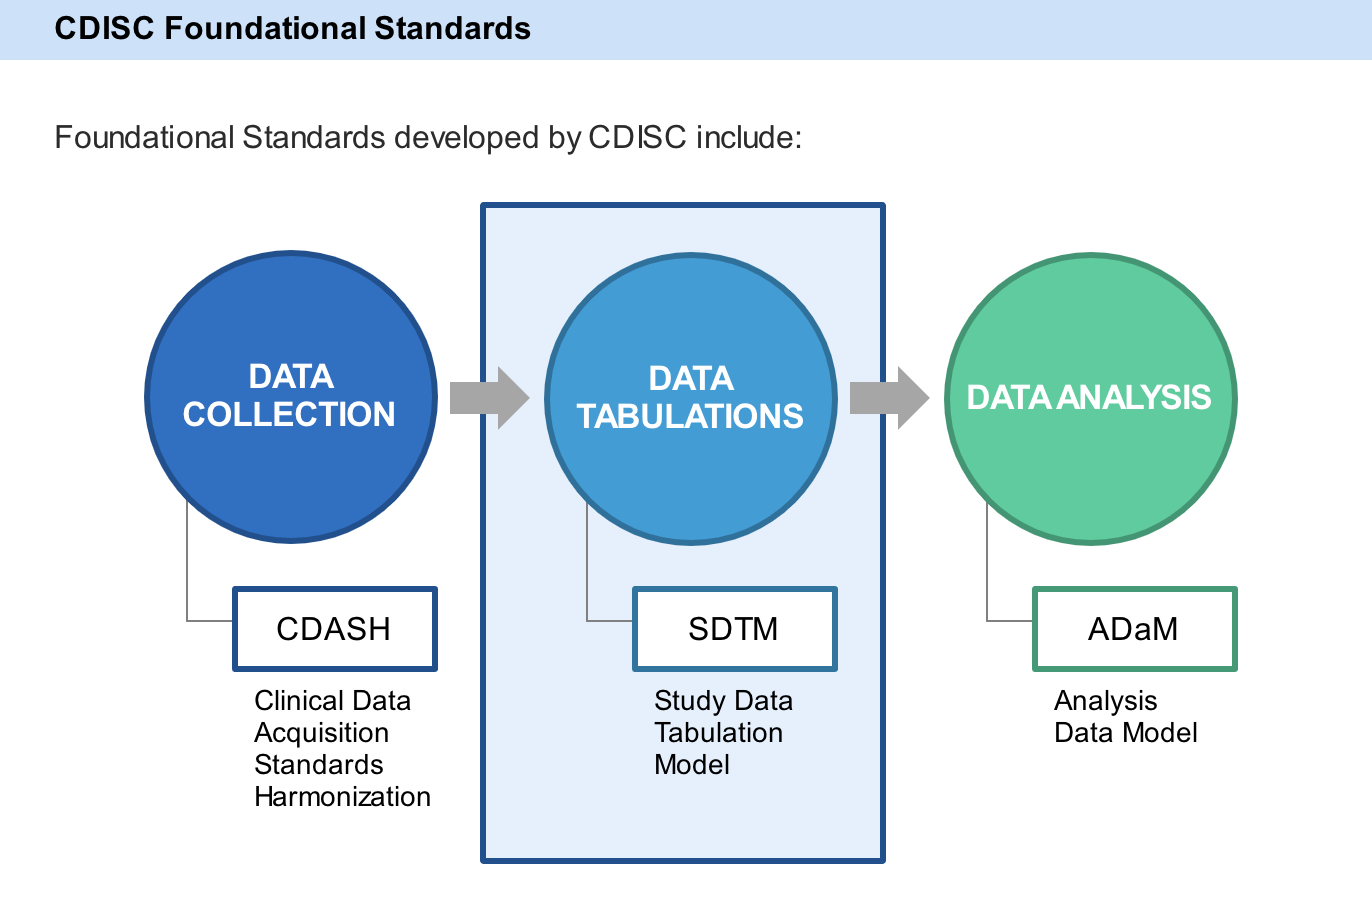 CDISC Foundational Standards
Foundational Standards developed by CDISC include:
DATA
COLLECTION
DATA
TABULATIONS
DATA ANALYSIS
CDASH
Clinical Data
Acquisition
Standards
Harmonization
SDTM
Study Data
Tabulation
Model
ADaM
Analysis
Data Model